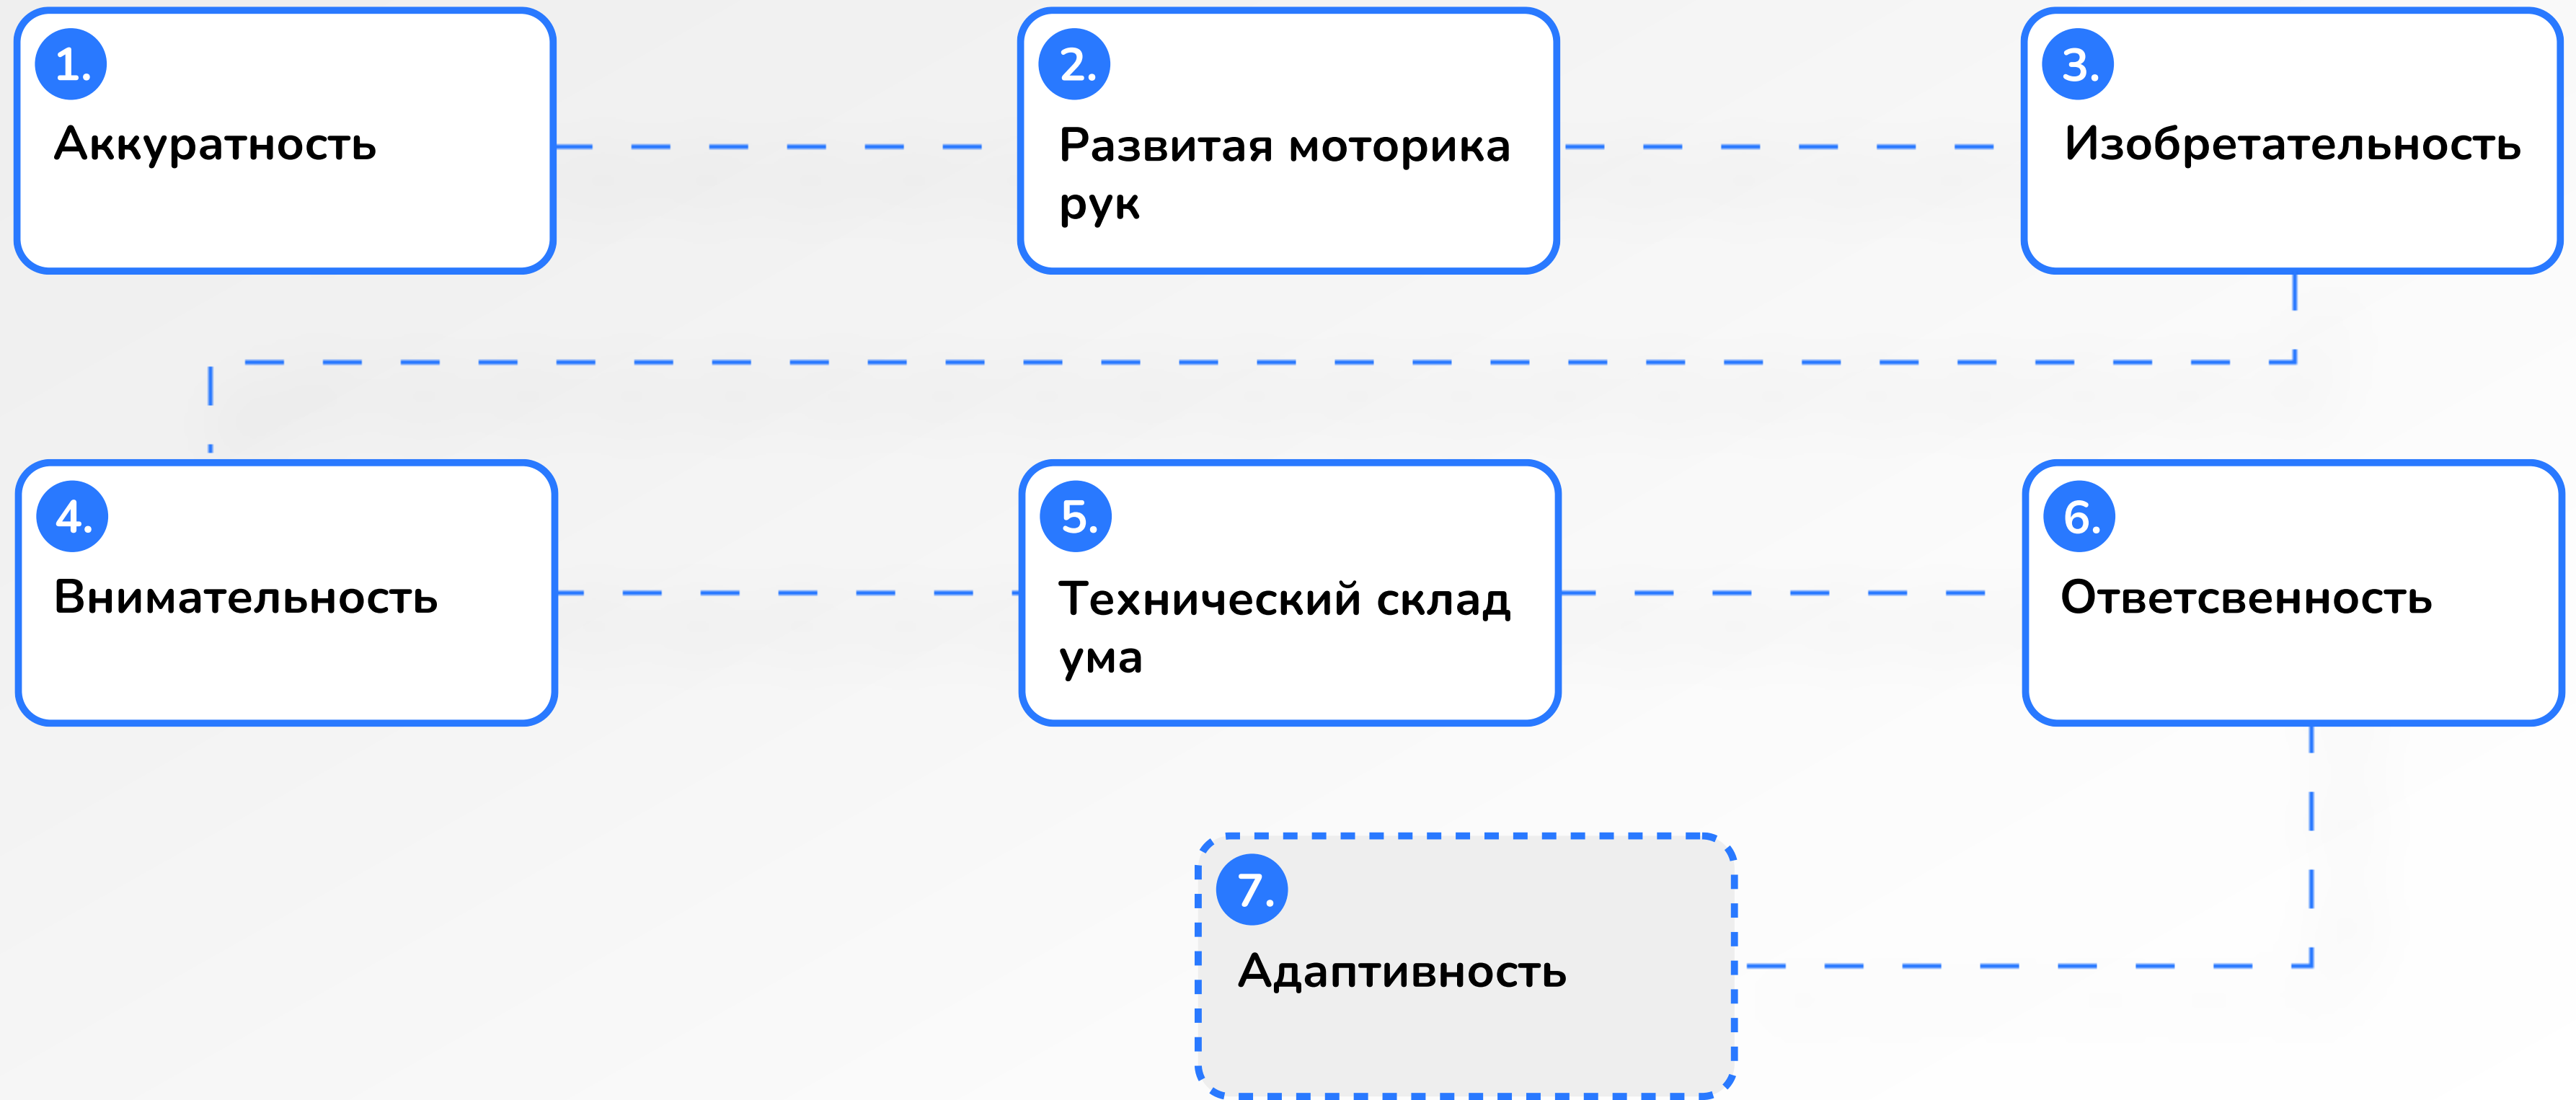 1.
Аккуратность
2.
Развитая моторика
рук
3.
Изобретательность
4.
Внимательность
5.
Технический склад
ума
6.
Ответсвенность
7.
Адаптивность